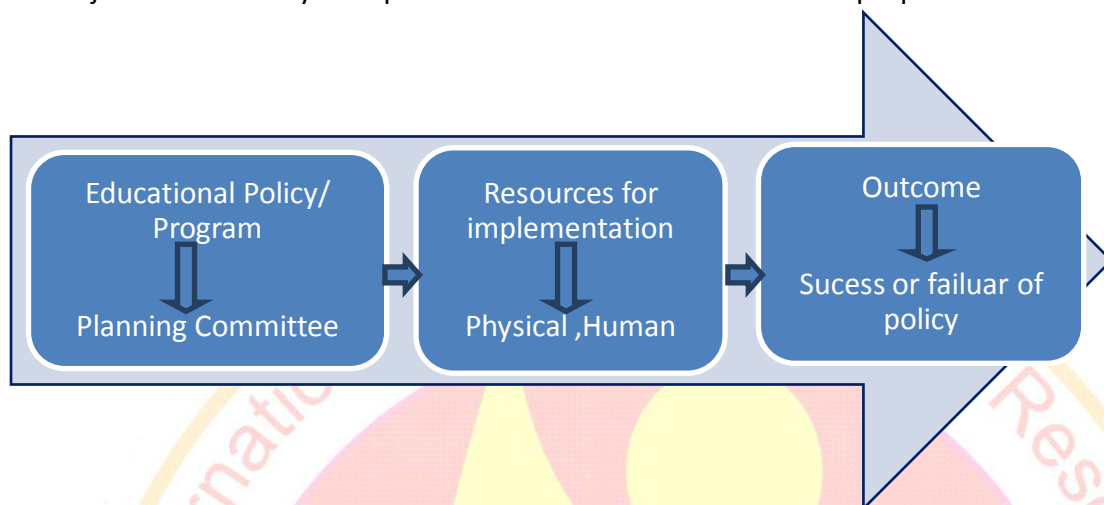 Educational Policy/
Program
Planning Committee
Resources for
implementation
Physical ,Human
Outcome
Sucess or failuar of
policy